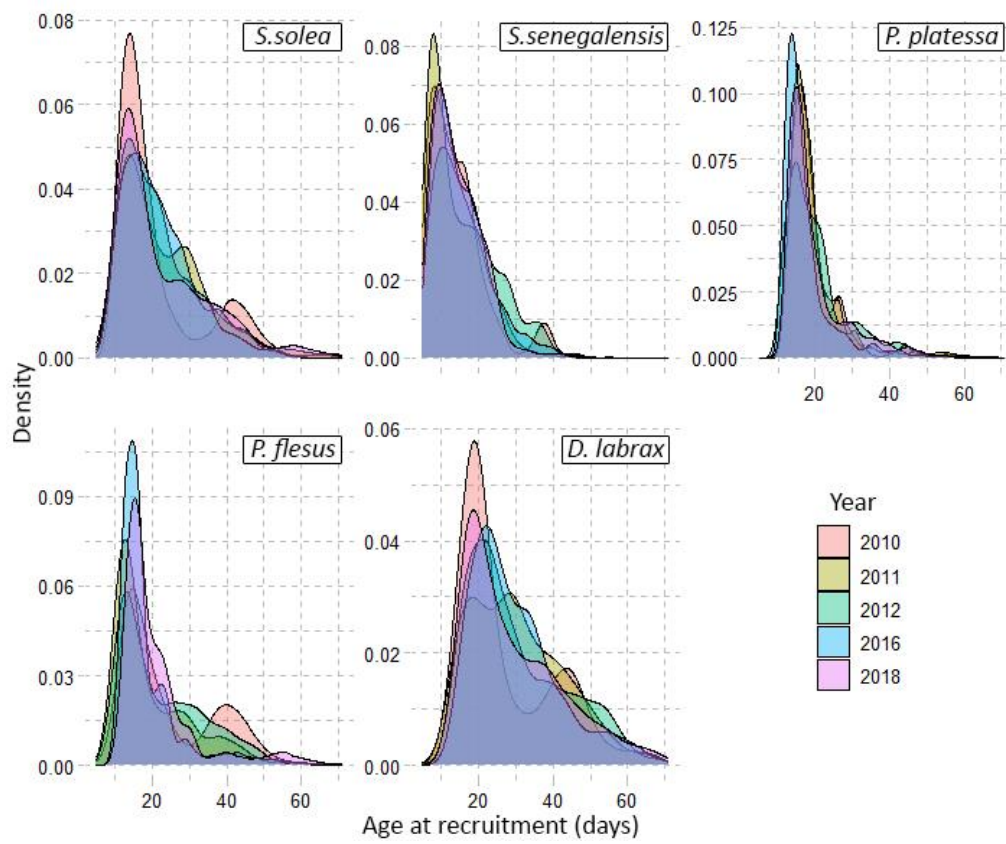 S.solea
S.senegalensis
P. platessa
0.08
0.06
0.04
0.02
0.00
0.08
0.06
0.04
0.02
0.00
0.125
0.100
0.075
0.050
0.025
0.000
20 40 60
Density
P. flesus
D. labrax
0.09
0.06
0.03
0.00
0.06
0.04
0.02
0.00
20 40 60
20 40 60
Age at recruitment (days)
Year
2010
2011
2012
2016
2018